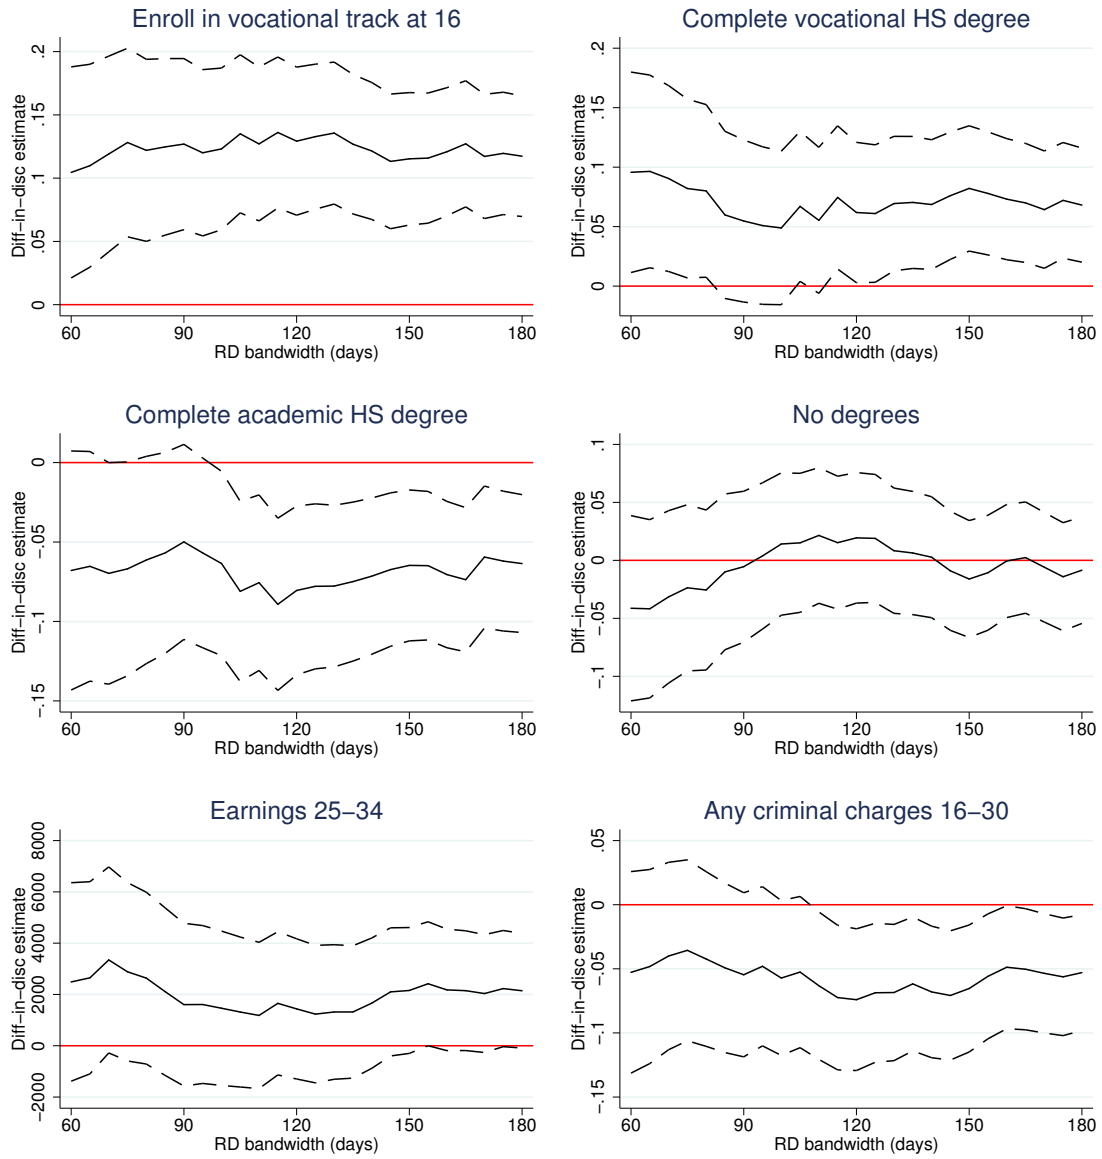 Enroll in vocational track at 16
Diff−in−disc estimate
.2
.15
.1
.05
0
60 90 120 150 180
RD bandwidth (days)
Complete vocational HS degree
Diff−in−disc estimate
.2
.15
.1
.05
0
60 90 120 150 180
RD bandwidth (days)
Complete academic HS degree
Diff−in−disc estimate
0
−.05
−.1
−.15
60 90 120 150 180
RD bandwidth (days)
No degrees
Diff−in−disc estimate
.1
.05
0
−.05
−.1
60 90 120 150 180
RD bandwidth (days)
Earnings 25−34
Diff−in−disc estimate
8000
6000
4000
2000
0
−2000
60 90 120 150 180
RD bandwidth (days)
Any criminal charges 16−30
Diff−in−disc estimate
.05
0
−.05
−.1
−.15
60 90 120 150 180
RD bandwidth (days)